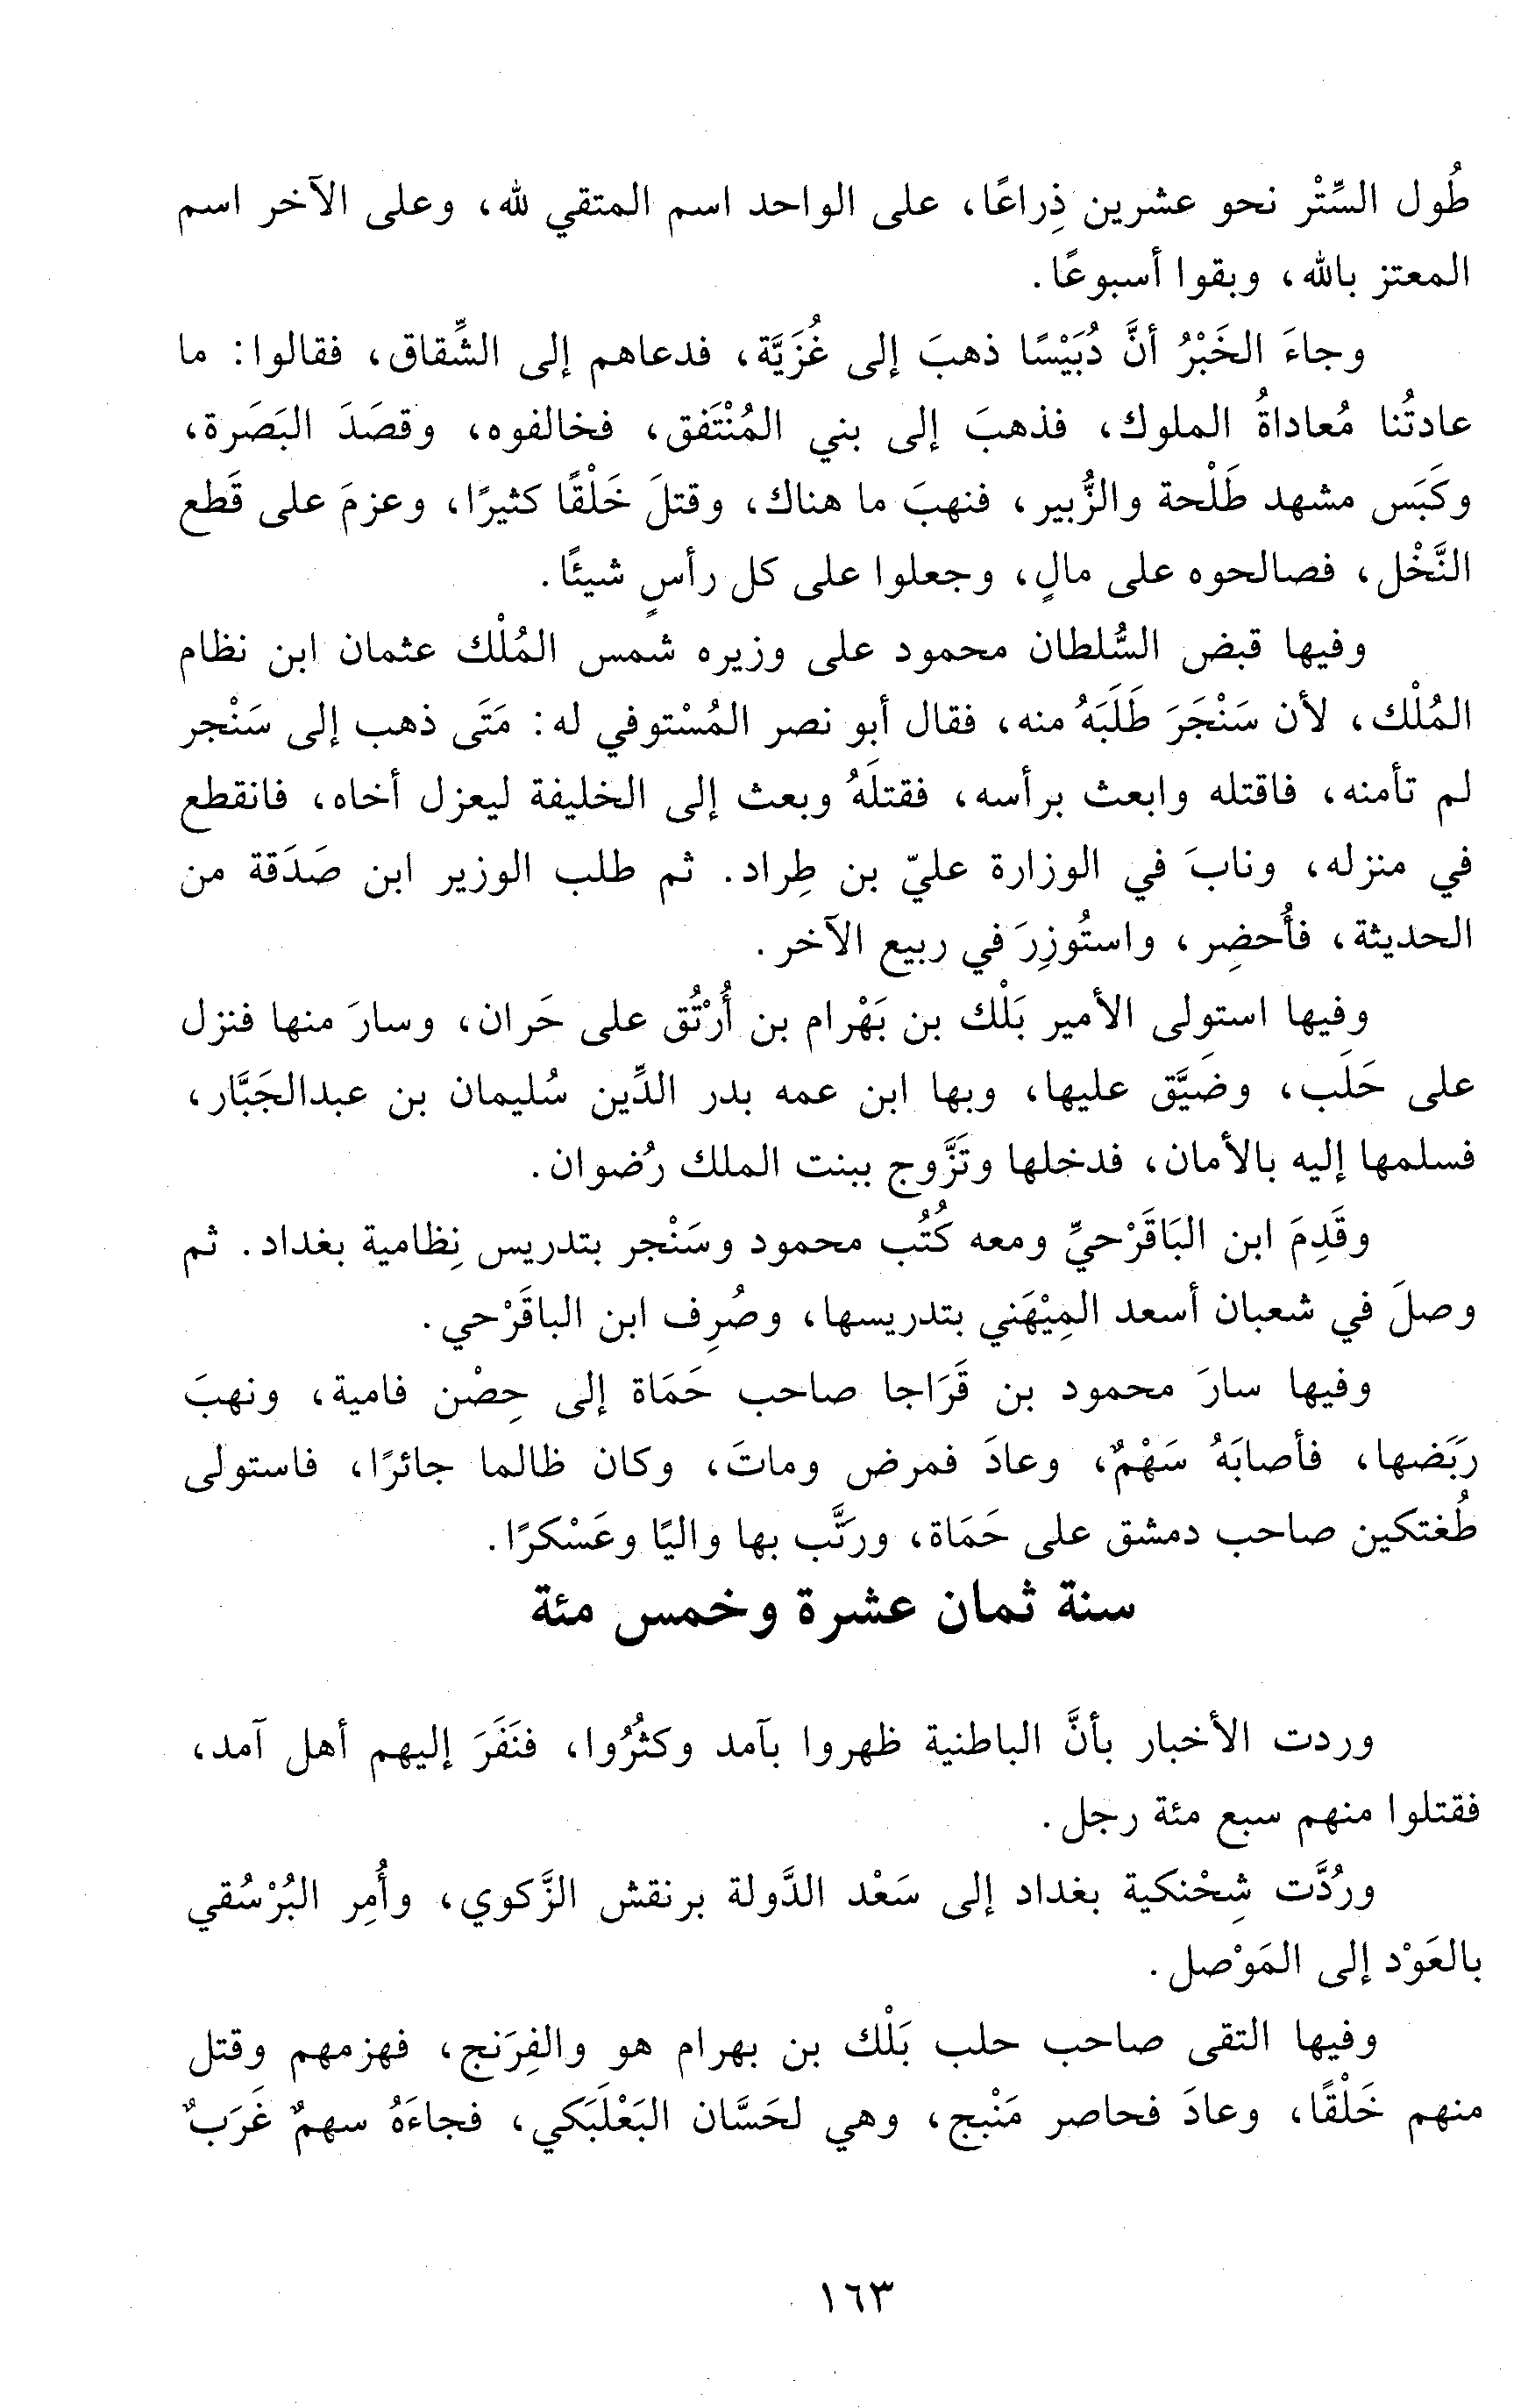 طُول السِّتْر نحو عشرين ذِراعًا، على الواحد اسم المتقي لله، وعلى الآخر اسم
المعتز بالله، وبقوا أسبوعًا.
وجاءَ الخَبْرُ أنَّ دُبَيْسًا ذهبَ إلى غُزَيَّة، فدعاهم إلى الشِّقاق، فقالوا: ما
عادتُنا مُعاداةُ الملوك، فذهبَ إلى بني المُنْتَفق، فخالفوه، وقصَدَ البَصَرة،
وكَبَس مشهد طَلْحة والزُّبير، فنهبَ ما هناك، وقتلَ خَلْقًا كثيرًا، وعزمَ على قَطع
النَّخْل، فصالحوه على مالٍ، وجعلوا على كل رأسٍ شيئًا.
وفيها قبض السُّلطان محمود على وزيره شمس المُلْك عثمان ابن نظام
المُلْك، لأن سَنْجَرَ طَلَبَهُ منه، فقال أبو نصر المُسْتوفي له: مَتَى ذهب إلى سَنْجر
لم تأمنه، فاقتله وابعث برأسه، فقتلَهُ وبعث إلى الخليفة ليعزل أخاه، فانقطع
في منزله، ونابَ في الوزارة عليّ بن طِراد. ثم طلب الوزير ابن صَدَقة من
الحديثة، فأُحضِر، واستُوزِرَ في ربيع الآخر.
وفيها استولى الأمير بَلْك بن بَهْرام بن أُرْتُق على حَران، وسارَ منها فنزل
على حَلَب، وضَيَّق عليها، وبها ابن عمه بدر الدِّين سُليمان بن عبدالجَبَّار،
فسلمها إليه بالأمان، فدخلها وتَزَّوج ببنت الملك رُضوان.
وقَدِمَ ابن البَاقَرْحيِّ ومعه كُتُب محمود وسَنْجر بتدريس نِظامية بغداد. ثم
وصلَ في شعبان أسعد المِيْهَني بتدريسها، وصُرِف ابن الباقَرْحي.
وفيها سارَ محمود بن قَرَاجا صاحب حَمَاة إلى حِصْن فامية، ونهبَ
رَبَضها، فأصابَهُ سَهْمٌ، وعادَ فمرض وماتَ، وكان ظالما جائرًا، فاستولى
طُغتكين صاحب دمشق على حَمَاة، ورتَّب بها واليًا وعَسْكرًا.
سنة ثمان عشرة وخمس مئة
وردت الأخبار بأنَّ الباطنية ظهروا بآمد وكثُرُوا، فنَفَرَ إليهم أهل آمد،
فقتلوا منهم سبع مئة رجل.
ورُدَّت شِحْنكية بغداد إلى سَعْد الدَّولة برنقش الزَّكوي، وأُمِر البُرْسُقي
بالعَوْد إلى المَوْصل.
وفيها التقى صاحب حلب بَلْك بن بهرام هو والفِرَنج، فهزمهم وقتل
منهم خَلْقًا، وعادَ فحاصر مَنْبج، وهي لحَسَّان البَعْلَبَكي، فجاءَهُ سهمٌ غَرَبٌ
١٦٣